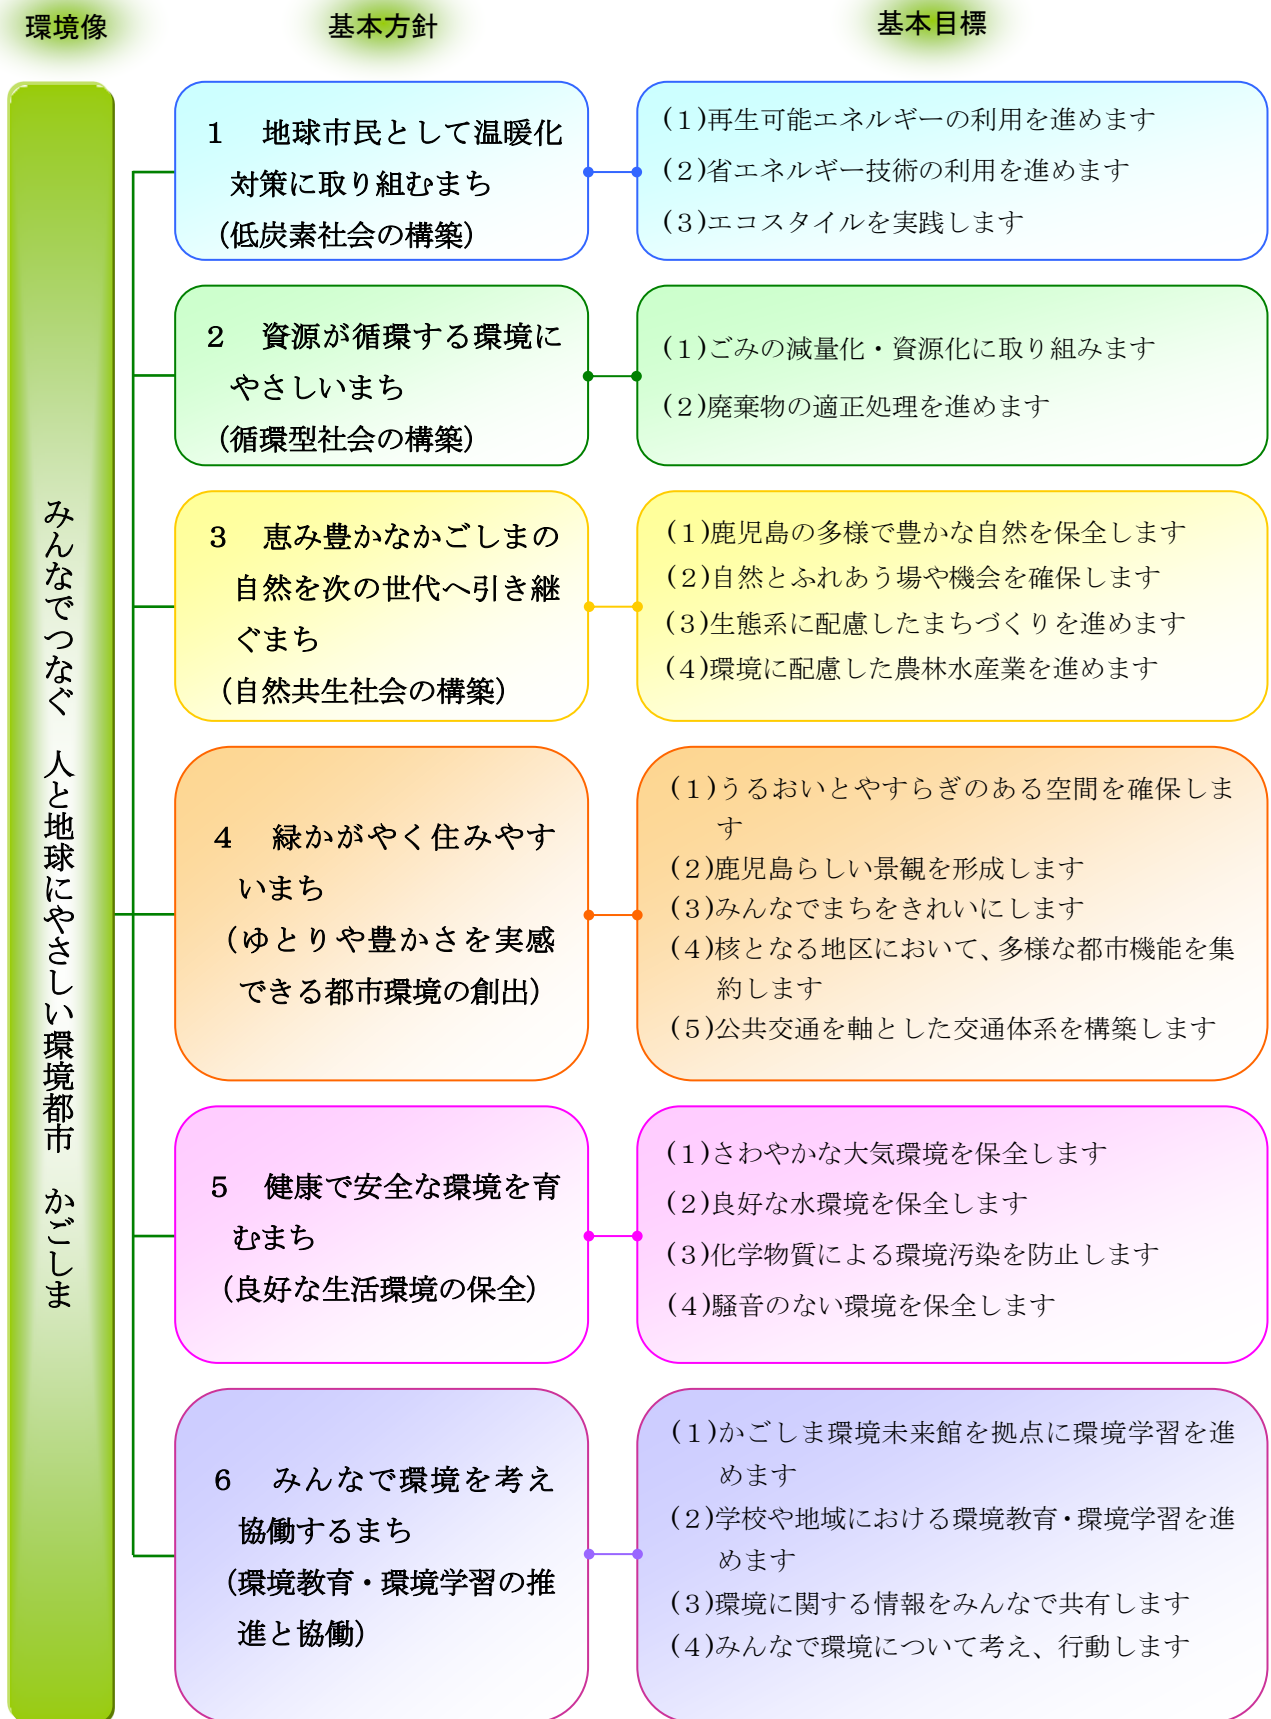 環境像
基本方針
基本目標
みんなでつなぐ　人と地球にやさしい環境都市　かごしま
１　地球市民として温暖化
対策に取り組むまち
（低炭素社会の構築）
(１)再生可能エネルギーの利用を進めます
(２)省エネルギー技術の利用を進めます
(３)エコスタイルを実践します
２　資源が循環する環境に
やさしいまち
（循環型社会の構築）
(１)ごみの減量化・資源化に取り組みます
(２)廃棄物の適正処理を進めます
３　恵み豊かなかごしまの
自然を次の世代へ引き継
ぐまち
（自然共生社会の構築）
(１)鹿児島の多様で豊かな自然を保全します
(２)自然とふれあう場や機会を確保します
(３)生態系に配慮したまちづくりを進めます
(４)環境に配慮した農林水産業を進めます
４　緑かがやく住みやす
いまち
（ゆとりや豊かさを実感
できる都市環境の創出）
(１)うるおいとやすらぎのある空間を確保しま
す
(２)鹿児島らしい景観を形成します
(３)みんなでまちをきれいにします
(４)核となる地区において、多様な都市機能を集
約します
(５)公共交通を軸とした交通体系を構築します
５　健康で安全な環境を育
むまち
（良好な生活環境の保全）
(１)さわやかな大気環境を保全します
(２)良好な水環境を保全します
(３)化学物質による環境汚染を防止します
(４)騒音のない環境を保全します
６　みんなで環境を考え
協働するまち
（環境教育・環境学習の推
進と協働）
(１)かごしま環境未来館を拠点に環境学習を進
めます
(２)学校や地域における環境教育・環境学習を進
めます
(３)環境に関する情報をみんなで共有します
(４)みんなで環境について考え、行動します